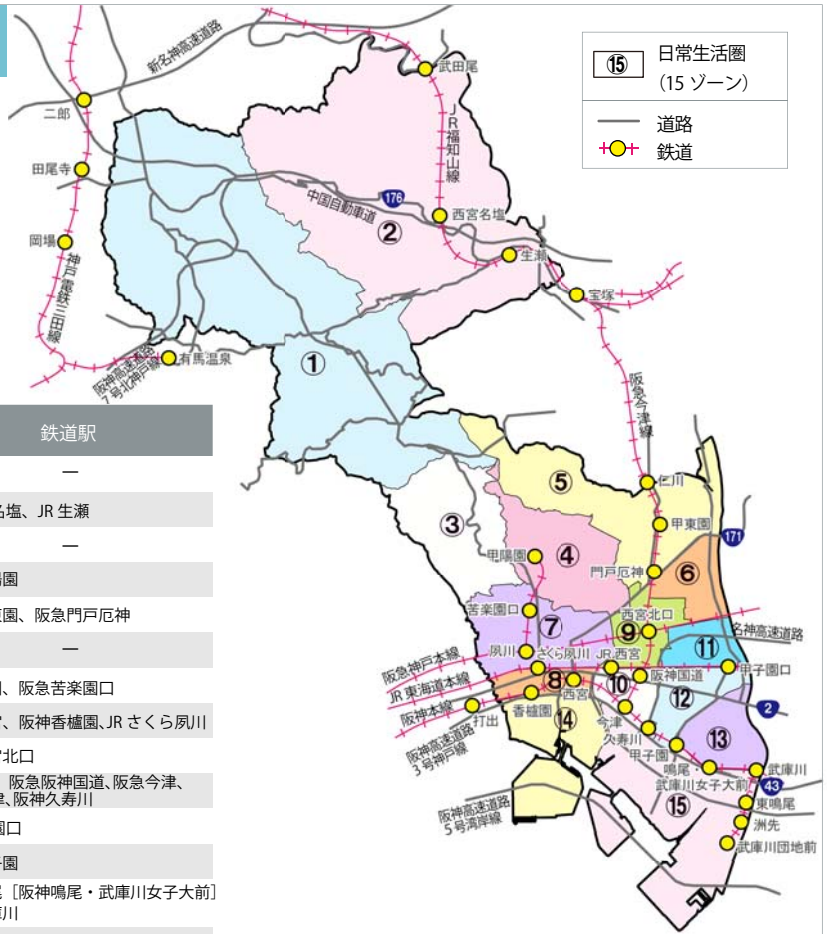 ⑮ 日常生活圏
(15 ゾーン)
道路
鉄道
新名神高速道路
武田尾
二郎
JR福知山線
田尾寺
176
中国自動車道
西宮名塩
②
岡場
生瀬
神戸電鉄三田線
宝塚
①
有馬温泉
阪神高速道路
7号北神戸線
阪急今津線
鉄道駅
―
名塩、JR 生瀬
―
陽園
東園、阪急門戸厄神
―
、阪急苦楽園口
、阪神香櫨園、JR さくら夙川
北口
阪急阪神国道、阪急今津、
津、阪神久寿川
園口
子園
尾［阪神鳴尾・武庫川女子大前］
庫川
仁川
⑤
甲東園
③
171
④
甲陽園
門戸厄神
⑥
苦楽園口
西宮北口
⑦
⑨
名神高速道路
⑪
夙川
さくら夙川
JR西宮
甲子園口
阪急神戸本線
阪神国道
JR東海道本線
⑧
西宮
⑩
⑫
2
阪神本線
打出
香櫨園
今津
⑭
久寿川
⑬
阪神高速道路
3号神戸線
甲子園
鳴尾・
武庫川女子大前
武庫川
43
⑮
東鳴尾
阪神高速道路
5号湾岸線
洲先
武庫川団地前